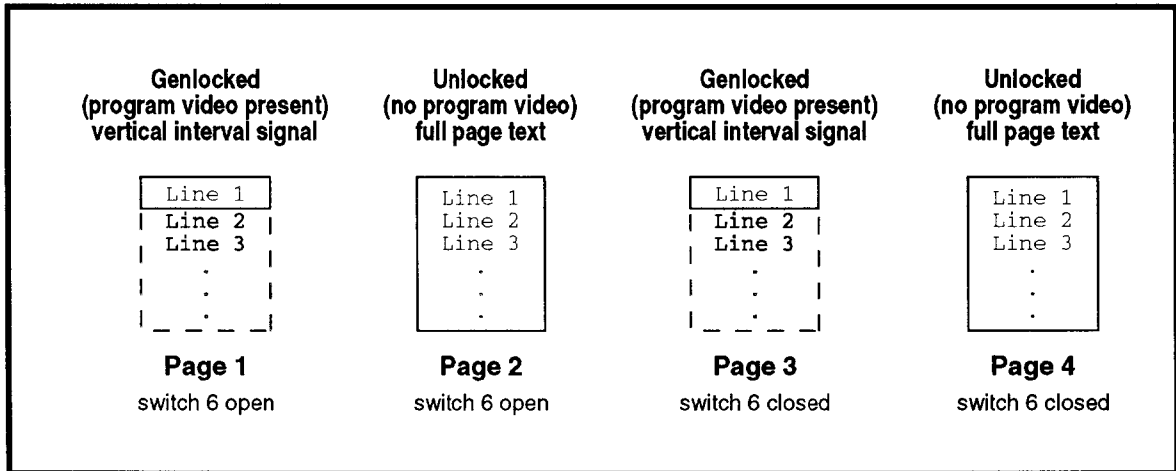 Genlocked
(program video present)
vertical interval signal
Line 1
Line 2
Line 3
.
.
.
Page 1
switch 6 open
Unlocked
(no program video)
full page text
Line 1
Line 2
Line 3
.
.
.
Page 2
switch 6 open
Genlocked
(program video present)
vertical interval signal
Line 1
Line 2
Line 3
.
.
.
Page 3
switch 6 closed
Unlocked
(no program video)
full page text
Line 1
Line 2
Line 3
.
.
.
Page 4
switch 6 closed